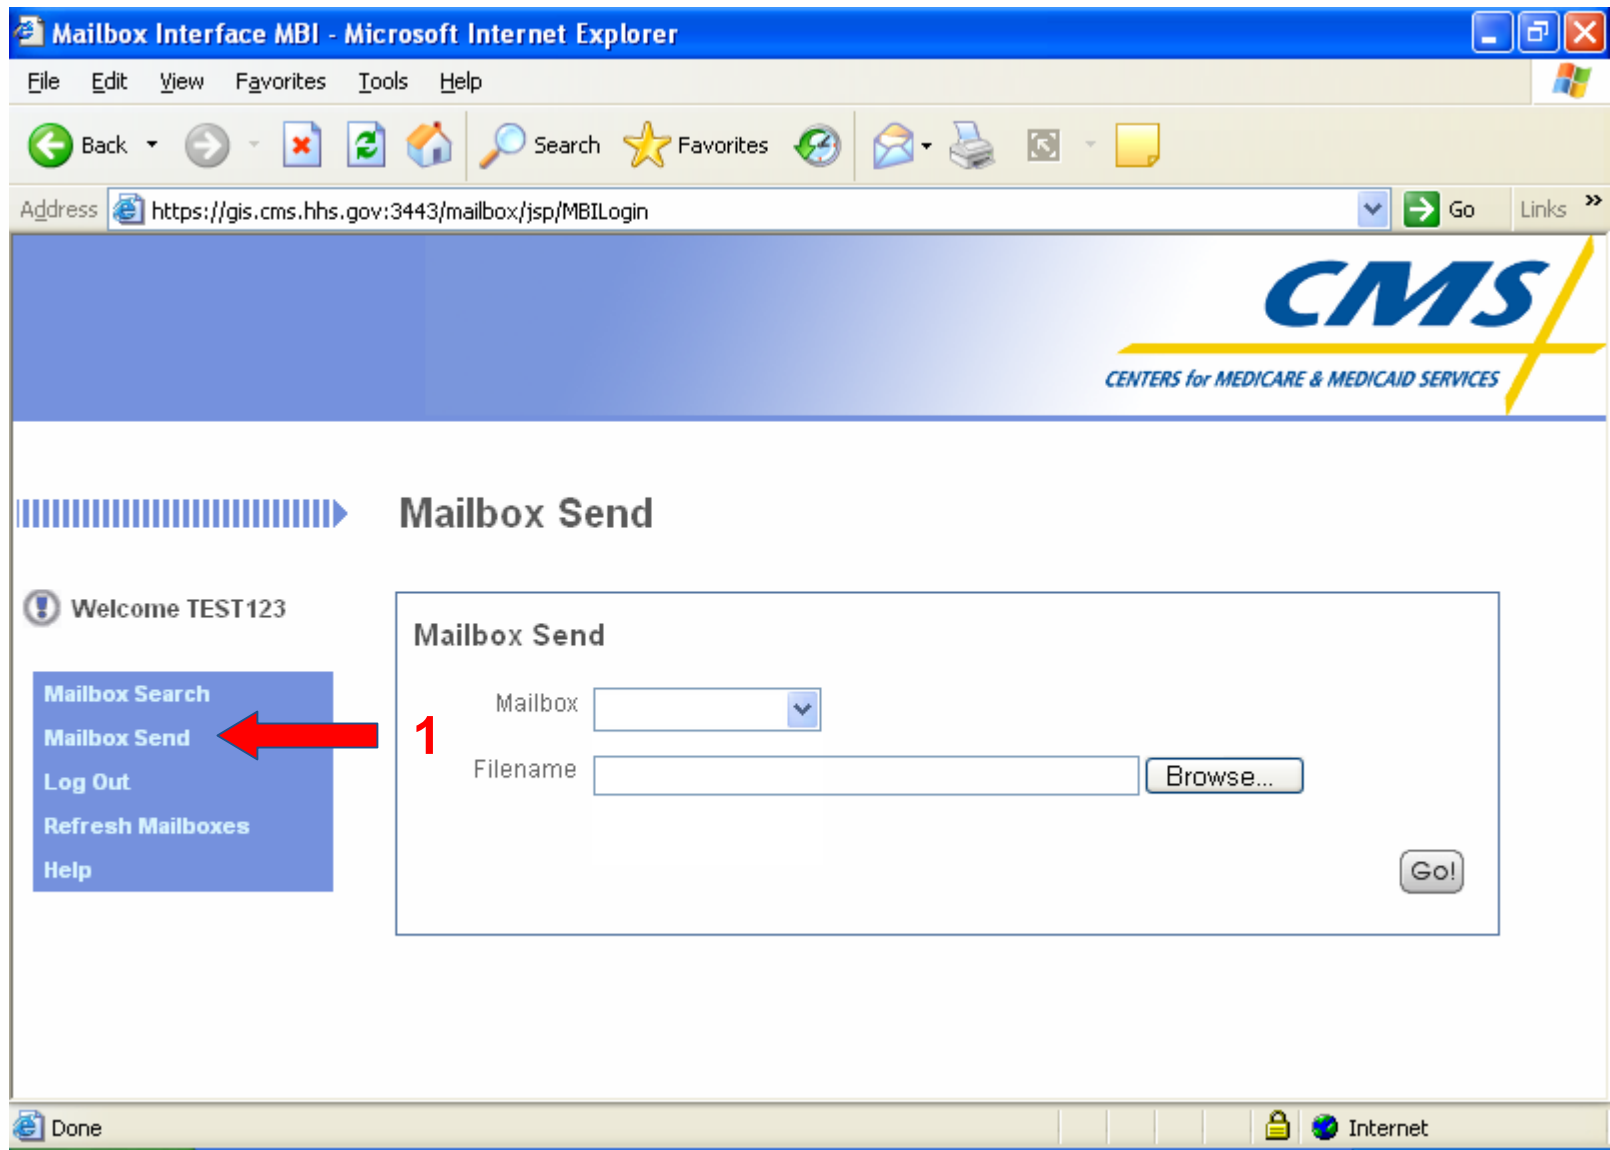 Mailbox Interface MBI - Microsoft Internet Explorer
File Edit View Favorites Tools Help
Back Search Favorites
Address https://gis.cms.hhs.gov:3443/mailbox/jsp/MBILogin Go Links »
CMS
CENTERS for MEDICARE & MEDICAID SERVICES
Mailbox Send
Welcome TEST123
Mailbox Search
Mailbox Send
Log Out
Refresh Mailboxes
Help
1
Mailbox Send
Mailbox
Filename Browse...
Go!
Done Internet